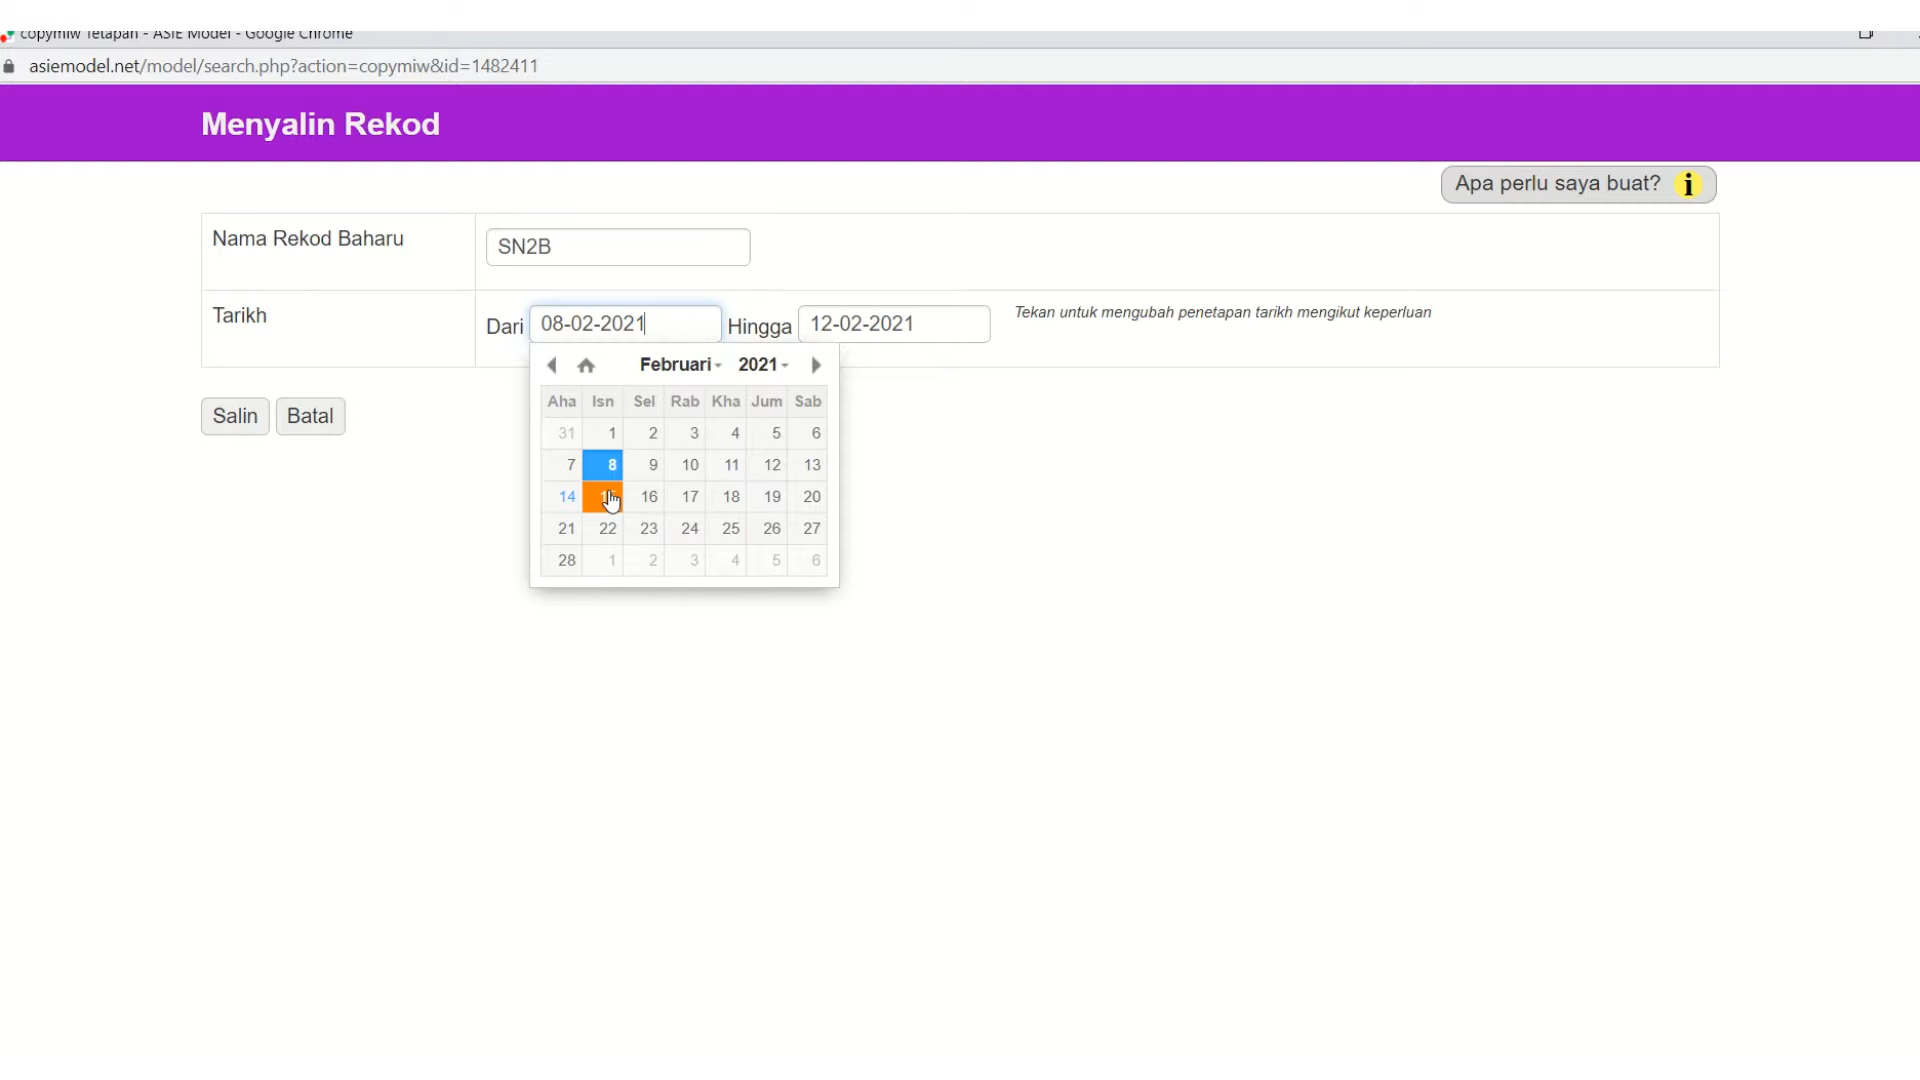 copymiw Tetapan - ASIE Model - Google Chrome
asiemodel.net/model/search.php?action=copymiw&id=1482411
Menyalin Rekod
Apa perlu saya buat? i
Nama Rekod Baharu SN2B
Tarikh Dari 08-02-2021 Hingga 12-02-2021 Tekan untuk mengubah penetapan tarikh mengikut keperluan
Februari 2021
Aha Isn Sel Rab Kha Jum Sab
31 1 2 3 4 5 6
7 8 9 10 11 12 13
14 16 17 18 19 20
21 22 23 24 25 26 27
28 1 2 3 4 5 6
Salin Batal